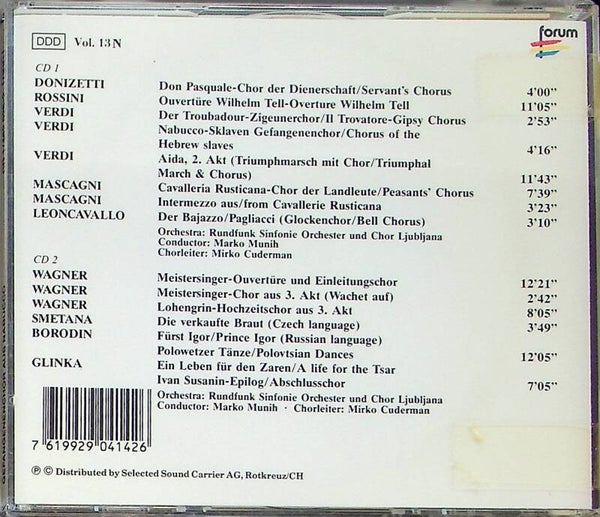 DDD Vol. 13N
forum
CD 1
DONIZETTI Don Pasquale-Chor der Dienerschaft/Servant's Chorus 4'00"
ROSSINI Ouvertüre Wilhelm Tell-Overture Wilhelm Tell 11'05"
VERDI Der Troubadour-Zigeunerchor/Il Trovatore-Gipsy Chorus 2'53"
VERDI Nabucco-Sklaven Gefangenenchor/Chorus of the
Hebrew slaves 4'16"
VERDI Aida, 2. Akt (Triumphmarsch mit Chor/Triumphal
March & Chorus) 11'43"
MASCAGNI Cavalleria Rusticana-Chor der Landleute/Peasants' Chorus 7'39"
MASCAGNI Intermezzo aus/from Cavallerie Rusticana 3'23"
LEONCAVALLO Der Bajazzo/Pagliacci (Glockenchor/Bell Chorus) 3'10"
Orchestra: Rundfunk Sinfonie Orchester und Chor Ljubljana
Conductor: Marko Munih
Chorleiter: Mirko Cuderman
CD 2
WAGNER Meistersinger-Ouvertüre und Einleitungschor 12'21"
WAGNER Meistersinger-Chor aus 3. Akt (Wachet auf) 2'42"
WAGNER Lohengrin-Hochzeitschor aus 3. Akt 8'05"
SMETANA Die verkaufte Braut (Czech language) 3'49"
BORODIN Fürst Igor/Prince Igor (Russian language)
Polowetzer Tänze/Polovtsian Dances 12'05"
GLINKA Ein Leben für den Zaren/A life for the Tsar
Ivan Susanin-Epilog/Abschlusschor 7'05"
Orchestra: Rundfunk Sinfonie Orchester und Chor Ljubljana
Conductor: Marko Munih · Chorleiter: Mirko Cuderman
7 619929 041426
℗ © Distributed by Selected Sound Carrier AG, Rotkreuz/CH